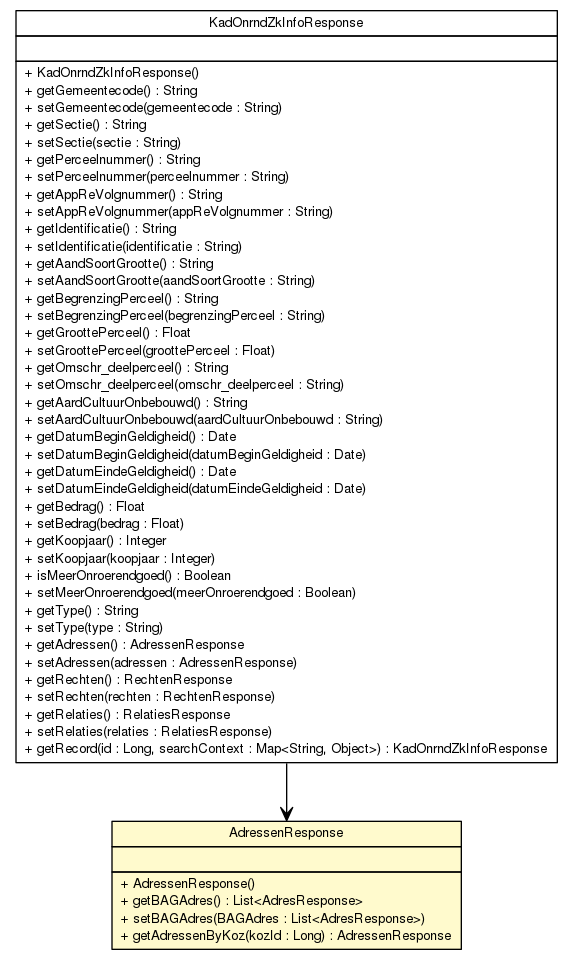 KadOnrndZkInfoResponse
+ KadOnrndZkInfoResponse()
+ getGemeentecode() : String
+ setGemeentecode(gemeentecode : String)
+ getSectie() : String
+ setSectie(sectie : String)
+ getPerceelnummer() : String
+ setPerceelnummer(perceelnummer : String)
+ getAppReVolgnummer() : String
+ setAppReVolgnummer(appReVolgnummer : String)
+ getIdentificatie() : String
+ setIdentificatie(identificatie : String)
+ getAandSoortGrootte() : String
+ setAandSoortGrootte(aandSoortGrootte : String)
+ getBegrenzingPerceel() : String
+ setBegrenzingPerceel(begrenzingPerceel : String)
+ getGroottePerceel() : Float
+ setGroottePerceel(groottePerceel : Float)
+ getOmschr_deelperceel() : String
+ setOmschr_deelperceel(omschr_deelperceel : String)
+ getAardCultuurOnbebouwd() : String
+ setAardCultuurOnbebouwd(aardCultuurOnbebouwd : String)
+ getDatumBeginGeldigheid() : Date
+ setDatumBeginGeldigheid(datumBeginGeldigheid : Date)
+ getDatumEindeGeldigheid() : Date
+ setDatumEindeGeldigheid(datumEindeGeldigheid : Date)
+ getBedrag() : Float
+ setBedrag(bedrag : Float)
+ getKoopjaar() : Integer
+ setKoopjaar(koopjaar : Integer)
+ isMeerOnroerendgoed() : Boolean
+ setMeerOnroerendgoed(meerOnroerendgoed : Boolean)
+ getType() : String
+ setType(type : String)
+ getAdressen() : AdressenResponse
+ setAdressen(adressen : AdressenResponse)
+ getRechten() : RechtenResponse
+ setRechten(rechten : RechtenResponse)
+ getRelaties() : RelatiesResponse
+ setRelaties(relaties : RelatiesResponse)
+ getRecord(id : Long, searchContext : Map<String, Object>) : KadOnrndZkInfoResponse
AdressenResponse
+ AdressenResponse()
+ getBAGAdres() : List<AdresResponse>
+ setBAGAdres(BAGAdres : List<AdresResponse>)
+ getAdressenByKoz(kozId : Long) : AdressenResponse